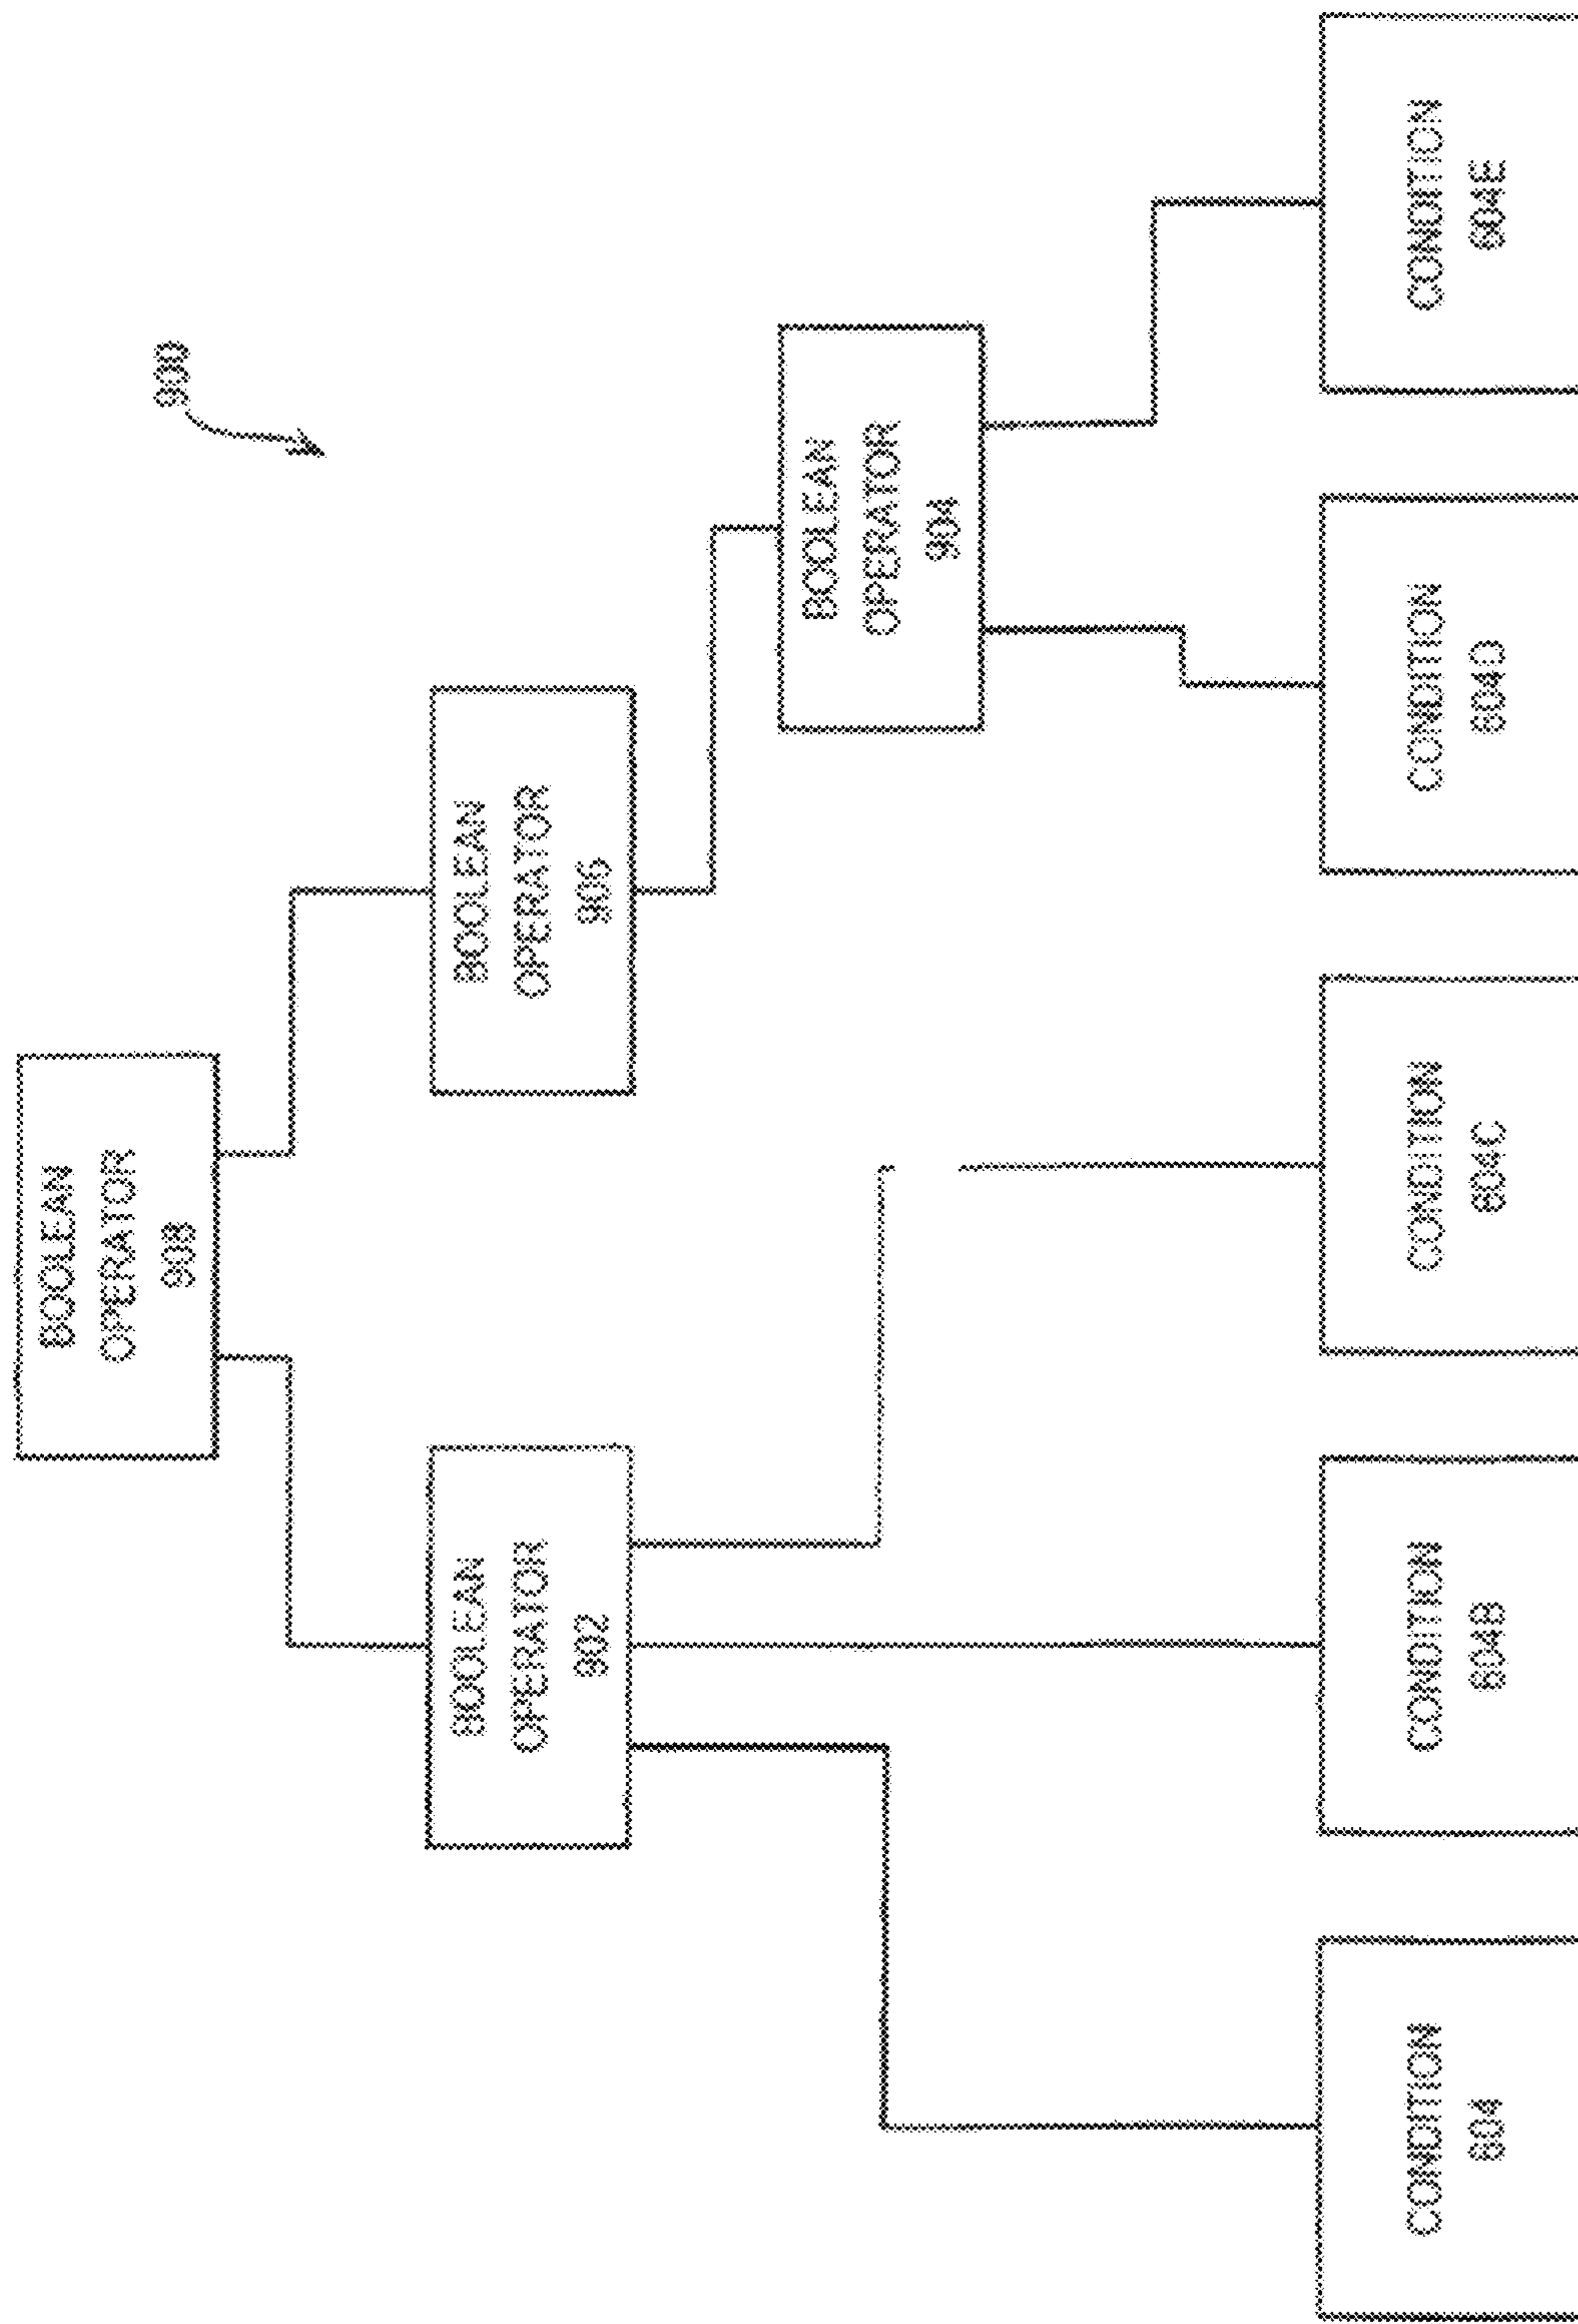 900
BOOLEAN
OPERATOR
908
BOOLEAN
OPERATOR
902
BOOLEAN
OPERATOR
906
BOOLEAN
OPERATOR
904
CONDITION
604
CONDITION
604B
CONDITION
604C
CONDITION
604D
CONDITION
604E